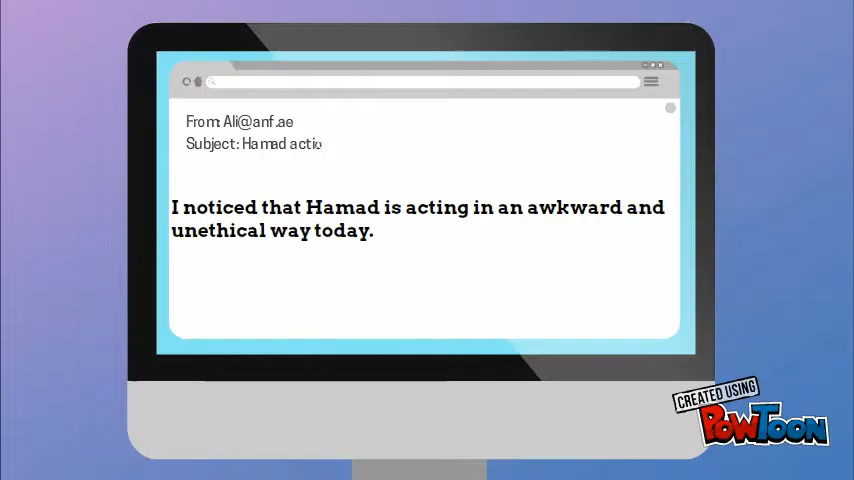 From: Ali@anf.ae
Subject: Hamad actio
I noticed that Hamad is acting in an awkward and
unethical way today.
CREATED USING
POWTOON